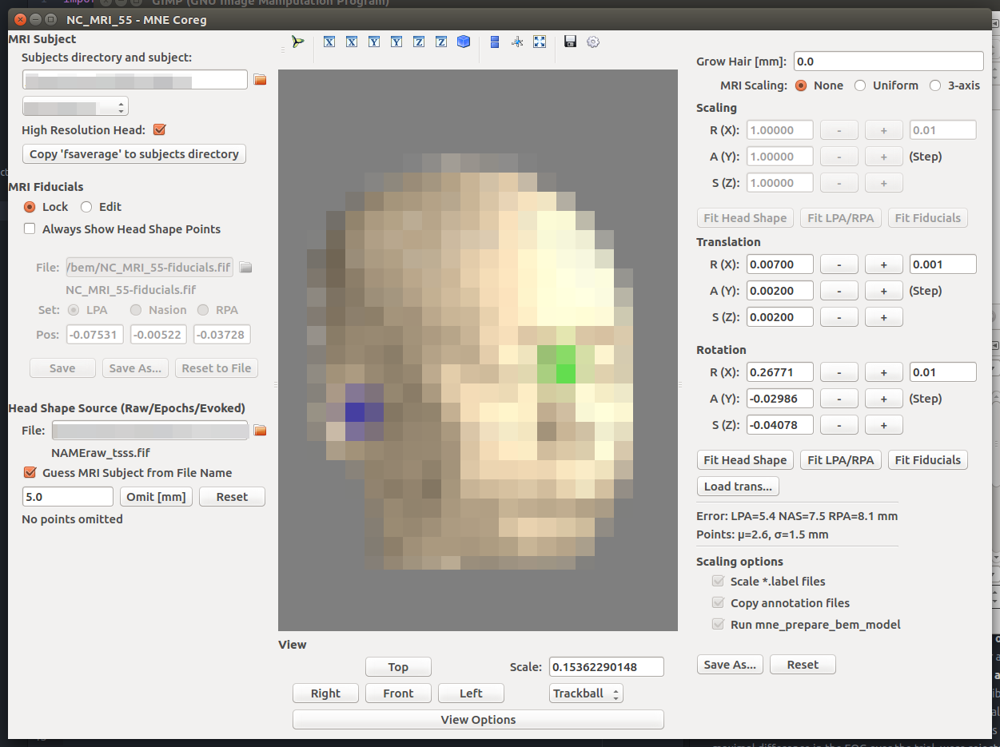 GIMP (GNU Image Manipulation Program)
NC_MRI_55 - MNE Coreg
MRI Subject
Subjects directory and subject:
High Resolution Head:
Copy 'fsaverage' to subjects directory
MRI Fiducials
Lock Edit
Always Show Head Shape Points
File: /bem/NC_MRI_55-fiducials.fif
NC_MRI_55-fiducials.fif
Set: LPA Nasion RPA
Pos: -0.07531 -0.00522 -0.03728
Save Save As... Reset to File
Head Shape Source (Raw/Epochs/Evoked)
File:
NAMEraw_tsss.fif
Guess MRI Subject from File Name
5.0 Omit [mm] Reset
No points omitted
X X Y Y Z Z
View
Top Scale: 0.15362290148
Right Front Left Trackball
View Options
Grow Hair [mm]: 0.0
MRI Scaling: None Uniform 3-axis
Scaling
R (X): 1.00000 - + 0.01
A (Y): 1.00000 - + (Step)
S (Z): 1.00000 - +
Fit Head Shape Fit LPA/RPA Fit Fiducials
Translation
R (X): 0.00700 - + 0.001
A (Y): 0.00200 - + (Step)
S (Z): 0.00200 - +
Rotation
R (X): 0.26771 - + 0.01
A (Y): -0.02986 - + (Step)
S (Z): -0.04078 - +
Fit Head Shape Fit LPA/RPA Fit Fiducials
Load trans...
Error: LPA=5.4 NAS=7.5 RPA=8.1 mm
Points: μ=2.6, σ=1.5 mm
Scaling options
Scale *.label files
Copy annotation files
Run mne_prepare_bem_model
Save As... Reset